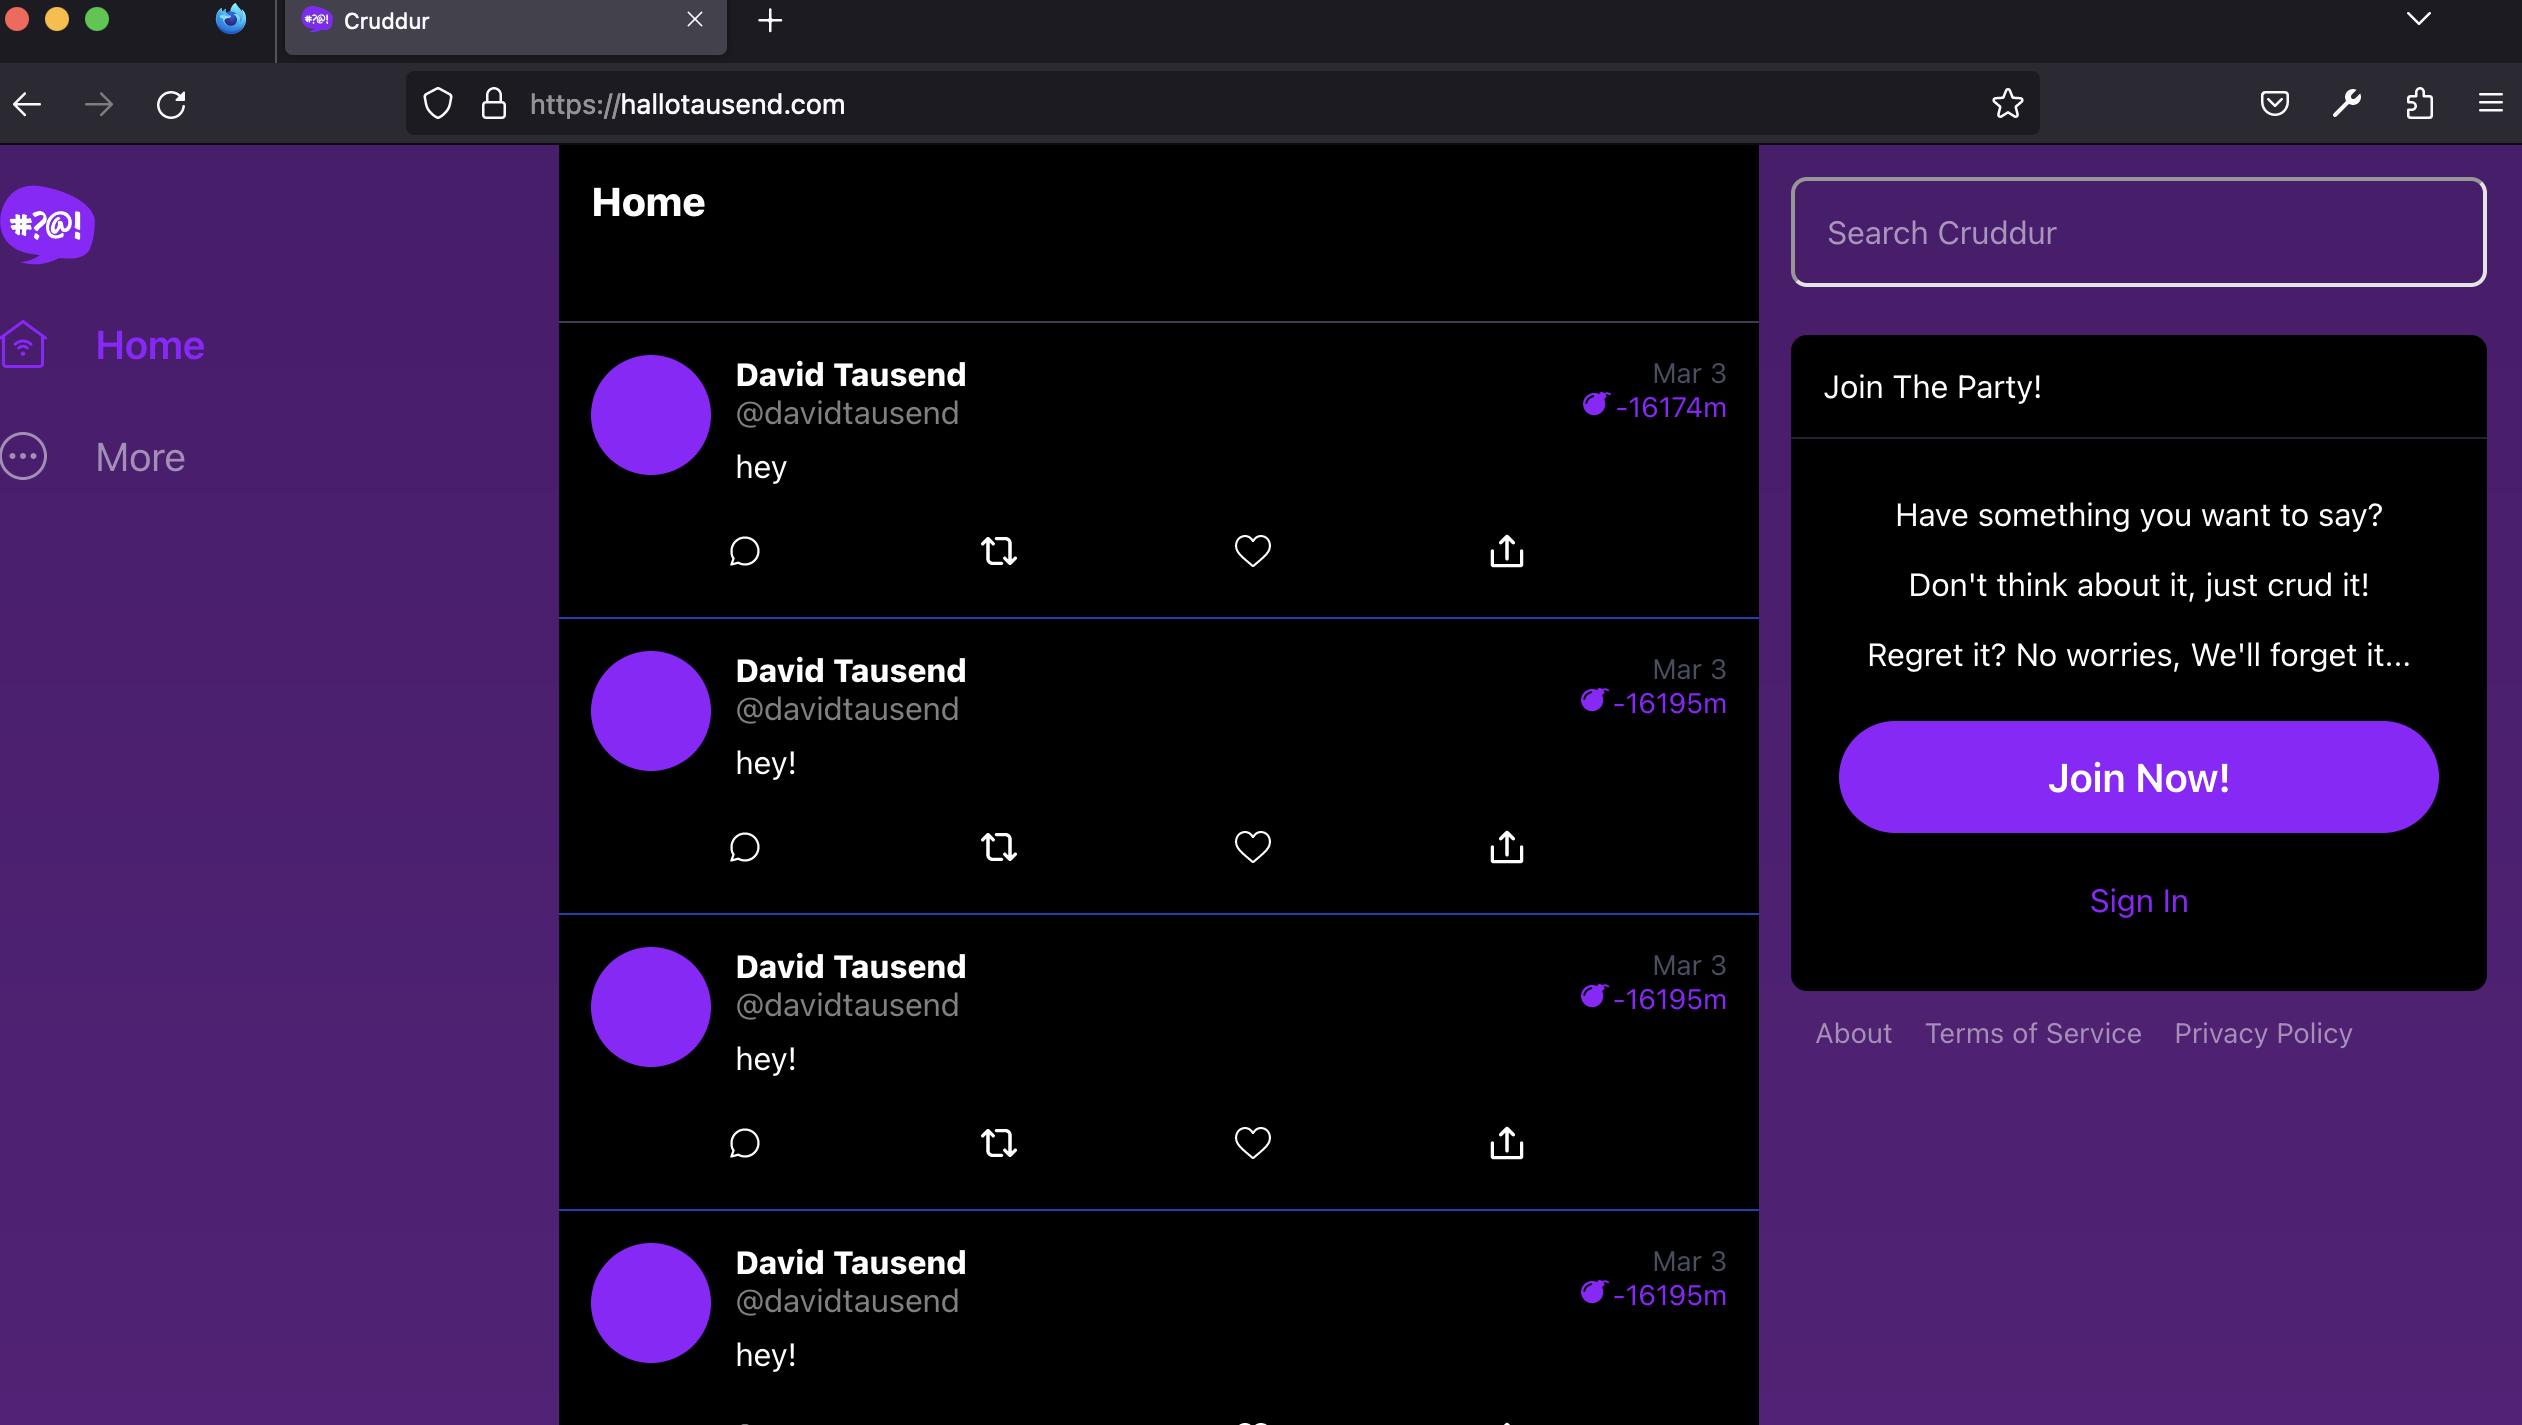 Cruddur
https://hallotausend.com
#?@!
Home
More
Home
David Tausend
@davidtausend
Mar 3
-16174m
hey
David Tausend
@davidtausend
Mar 3
-16195m
hey!
David Tausend
@davidtausend
Mar 3
-16195m
hey!
David Tausend
@davidtausend
Mar 3
-16195m
hey!
Search Cruddur
Join The Party!
Have something you want to say?
Don't think about it, just crud it!
Regret it? No worries, We'll forget it...
Join Now!
Sign In
About Terms of Service Privacy Policy